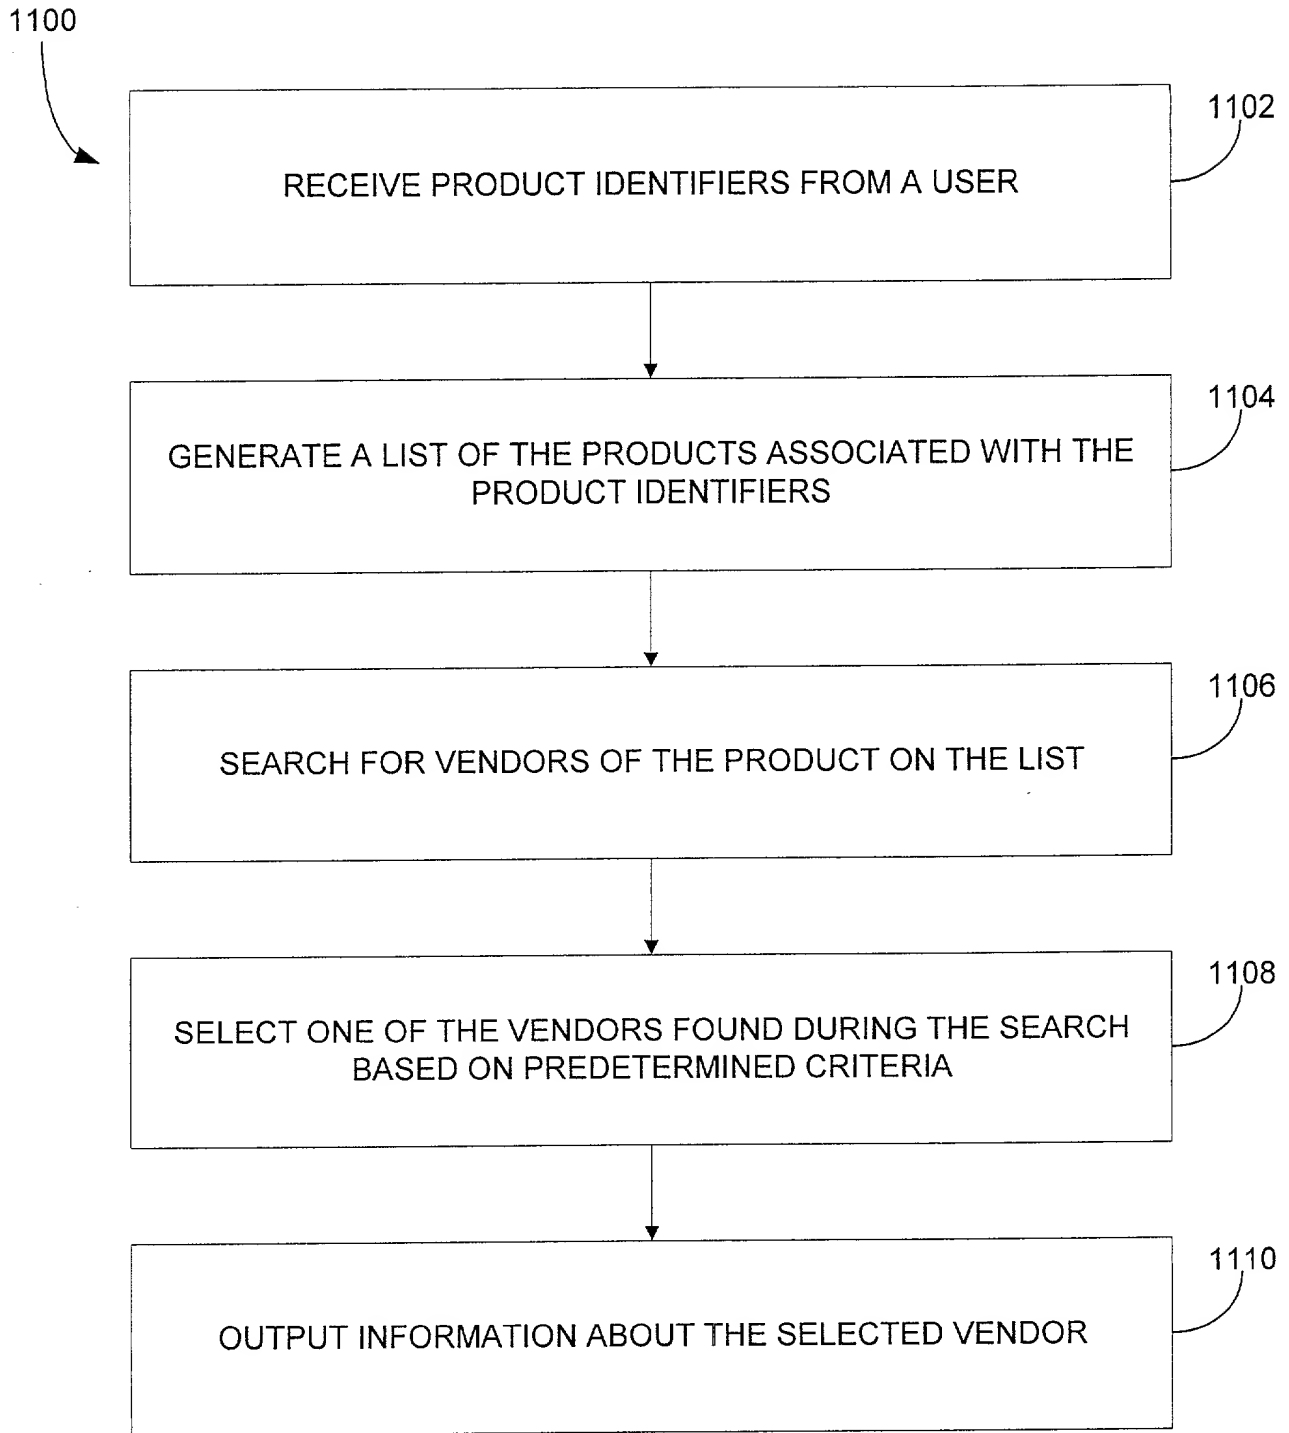 1100
1102
RECEIVE PRODUCT IDENTIFIERS FROM A USER
1104
GENERATE A LIST OF THE PRODUCTS ASSOCIATED WITH THE
PRODUCT IDENTIFIERS
1106
SEARCH FOR VENDORS OF THE PRODUCT ON THE LIST
1108
SELECT ONE OF THE VENDORS FOUND DURING THE SEARCH
BASED ON PREDETERMINED CRITERIA
1110
OUTPUT INFORMATION ABOUT THE SELECTED VENDOR